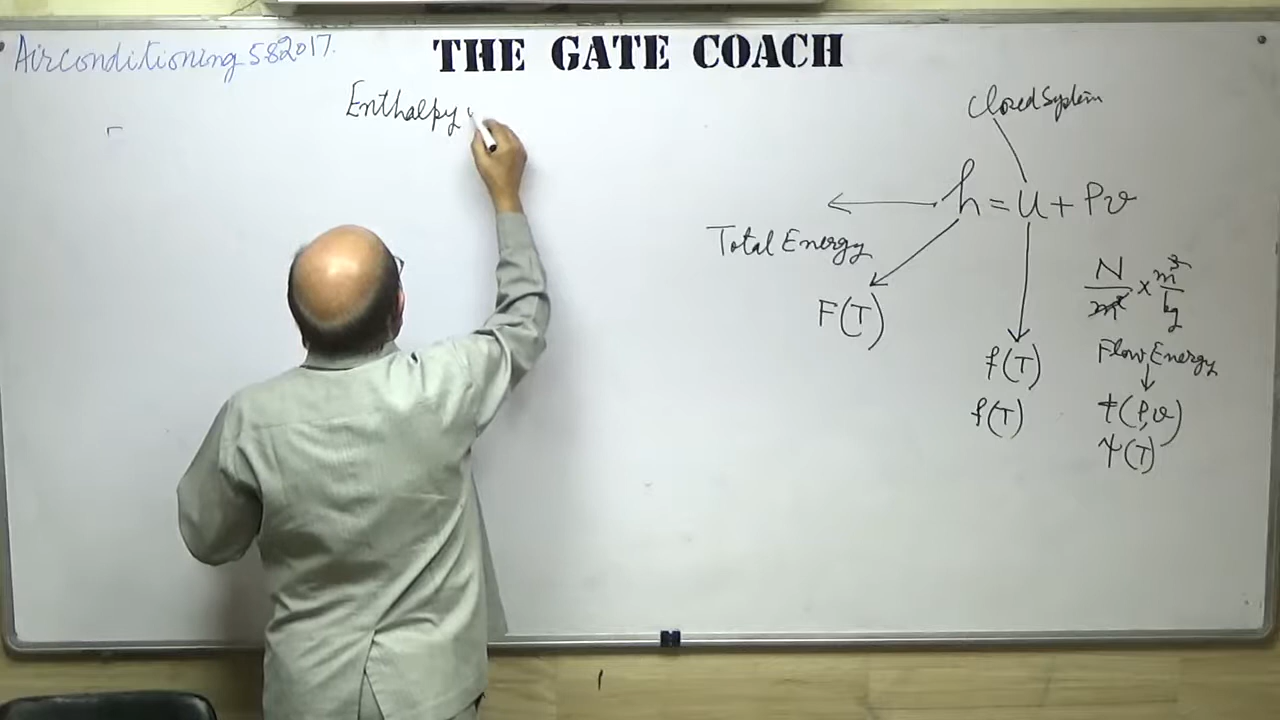 THE GATE COACH
Airconditioning 582017.
Enthalpy
Closed System
h = u + Pv
Total Energy
F(T)
N/m² × m³/kg
f(T)
Flow Energy
f(T)
f(P,v)
ψ(T)